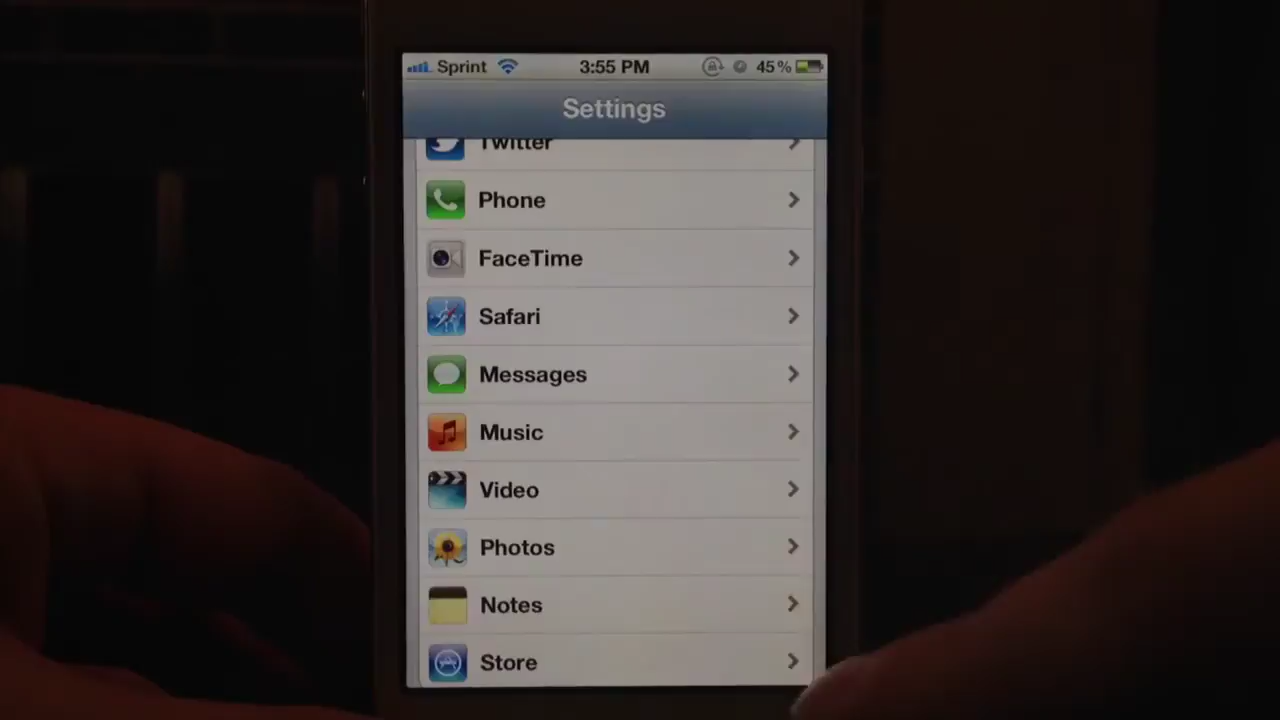 Sprint 3:55 PM 45%
Settings
Twitter
Phone
FaceTime
Safari
Messages
Music
Video
Photos
Notes
Store